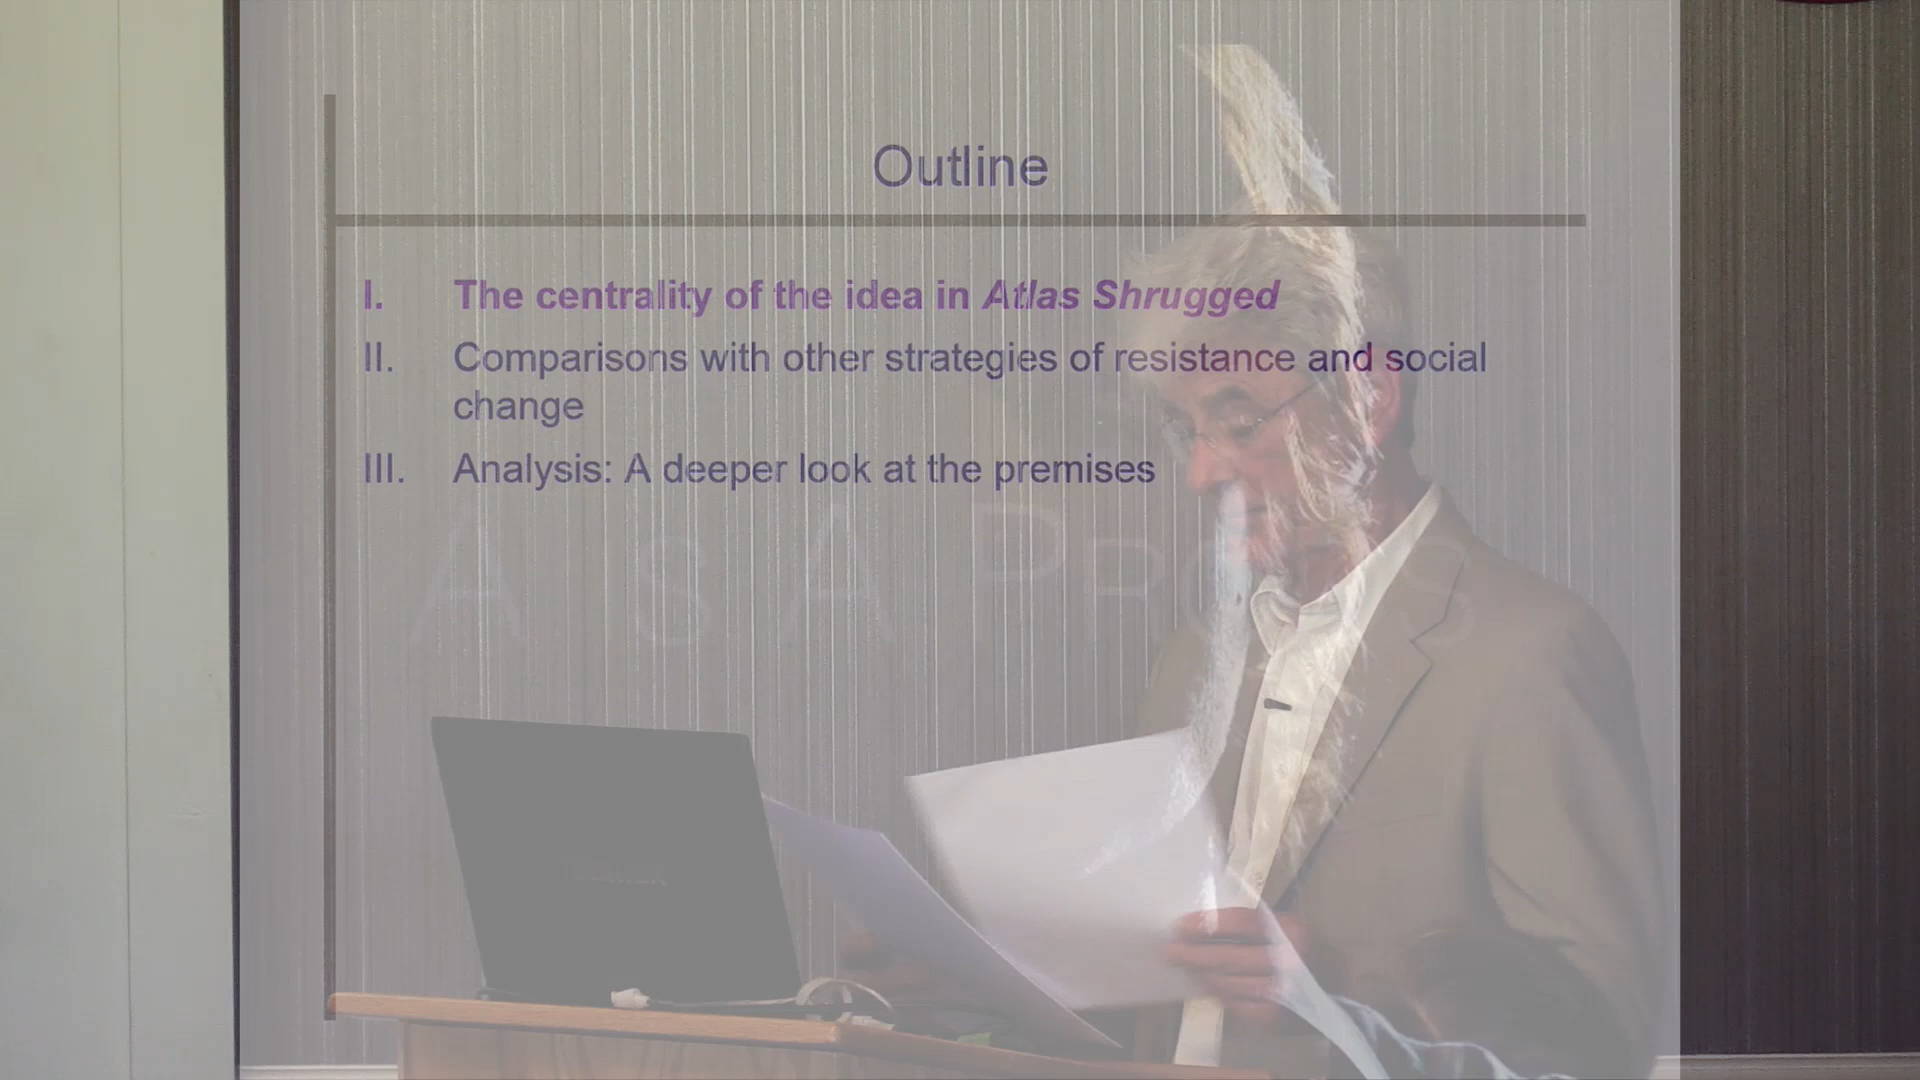 Outline
I. The centrality of the idea in Atlas Shrugged
II. Comparisons with other strategies of resistance and social
change
III. Analysis: A deeper look at the premises